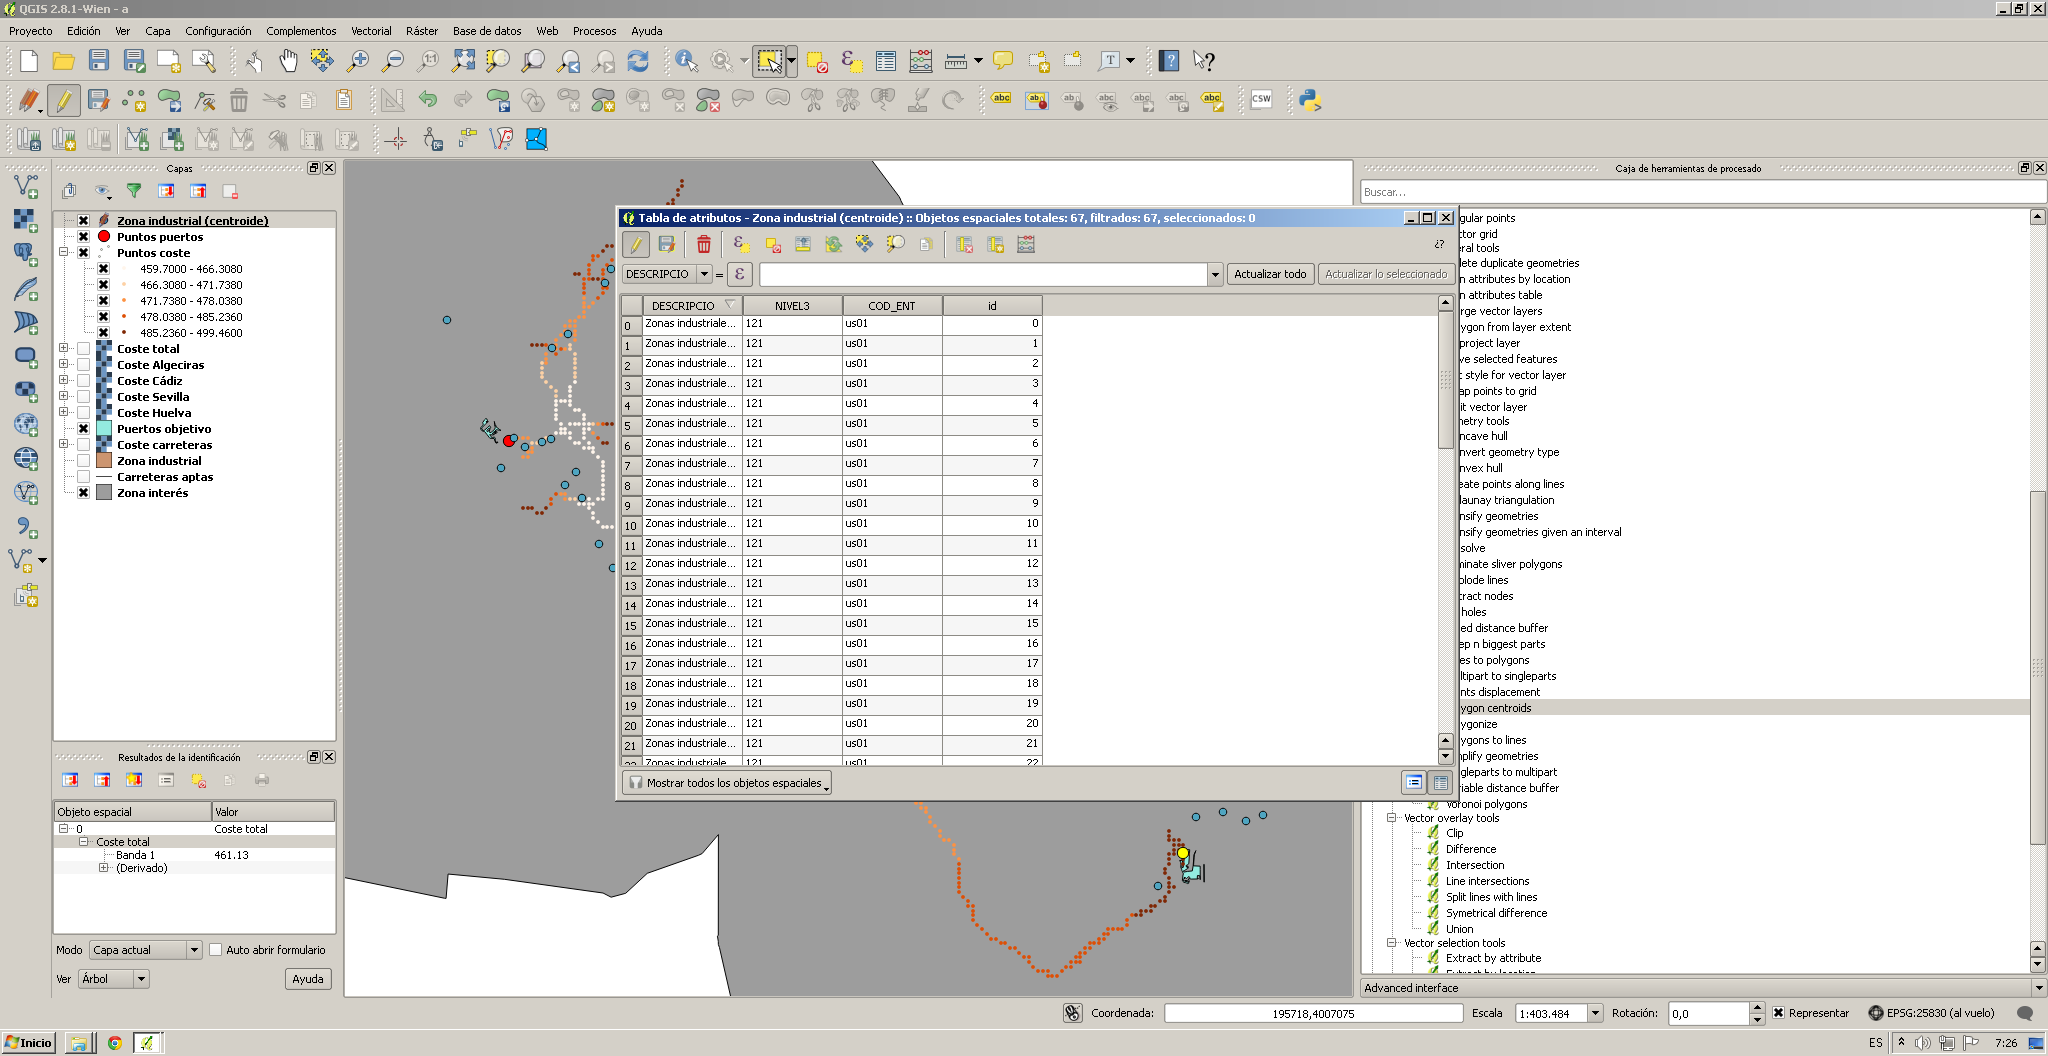 QGIS 2.8.1-Wien - a
Proyecto Edición Ver Capa Configuración Complementos Vectorial Ráster Base de datos Web Procesos Ayuda
Capas
Zona industrial (centroide)
Puntos puertos
Puntos coste
459.7000 - 466.3080
466.3080 - 471.7380
471.7380 - 478.0380
478.0380 - 485.2360
485.2360 - 499.4600
Coste total
Coste Algeciras
Coste Cádiz
Coste Sevilla
Coste Huelva
Puertos objetivo
Coste carreteras
Zona industrial
Carreteras aptas
Zona interés
Resultados de la identificación
Objeto espacial Valor
0 Coste total
Coste total
Banda 1 461.13
(Derivado)
Modo Capa actual Auto abrir formulario
Ver Árbol Ayuda
Tabla de atributos - Zona industrial (centroide) :: Objetos espaciales totales: 67, filtrados: 67, seleccionados: 0
¿?
DESCRIPCIO = ε Actualizar todo Actualizar lo seleccionado
DESCRIPCIO NIVEL3 COD_ENT id
0 Zonas industriale... 121 us01 0
1 Zonas industriale... 121 us01 1
2 Zonas industriale... 121 us01 2
3 Zonas industriale... 121 us01 3
4 Zonas industriale... 121 us01 4
5 Zonas industriale... 121 us01 5
6 Zonas industriale... 121 us01 6
7 Zonas industriale... 121 us01 7
8 Zonas industriale... 121 us01 8
9 Zonas industriale... 121 us01 9
10 Zonas industriale... 121 us01 10
11 Zonas industriale... 121 us01 11
12 Zonas industriale... 121 us01 12
13 Zonas industriale... 121 us01 13
14 Zonas industriale... 121 us01 14
15 Zonas industriale... 121 us01 15
16 Zonas industriale... 121 us01 16
17 Zonas industriale... 121 us01 17
18 Zonas industriale... 121 us01 18
19 Zonas industriale... 121 us01 19
20 Zonas industriale... 121 us01 20
21 Zonas industriale... 121 us01 21
22 Zonas industriale... 121 us01 22
Mostrar todos los objetos espaciales
Caja de herramientas de procesado
Buscar...
gular points
ctor grid
eral tools
lete duplicate geometries
n attributes by location
n attributes table
rge vector layers
ygon from layer extent
project layer
ve selected features
t style for vector layer
ap points to grid
it vector layer
metry tools
ncave hull
nvert geometry type
nvex hull
eate points along lines
launay triangulation
nsify geometries
nsify geometries given an interval
solve
minate sliver polygons
plode lines
tract nodes
holes
ed distance buffer
ep n biggest parts
es to polygons
ltipart to singleparts
nts displacement
ygon centroids
ygonize
ygons to lines
mplify geometries
ngleparts to multipart
riable distance buffer
Voronoi polygons
Vector overlay tools
Clip
Difference
Intersection
Line intersections
Split lines with lines
Symetrical difference
Union
Vector selection tools
Extract by attribute
Extract by location
Advanced interface
Coordenada: 195718,4007075 Escala 1:403.484 Rotación: 0,0 Representar EPSG:25830 (al vuelo)
Inicio ES 7:26